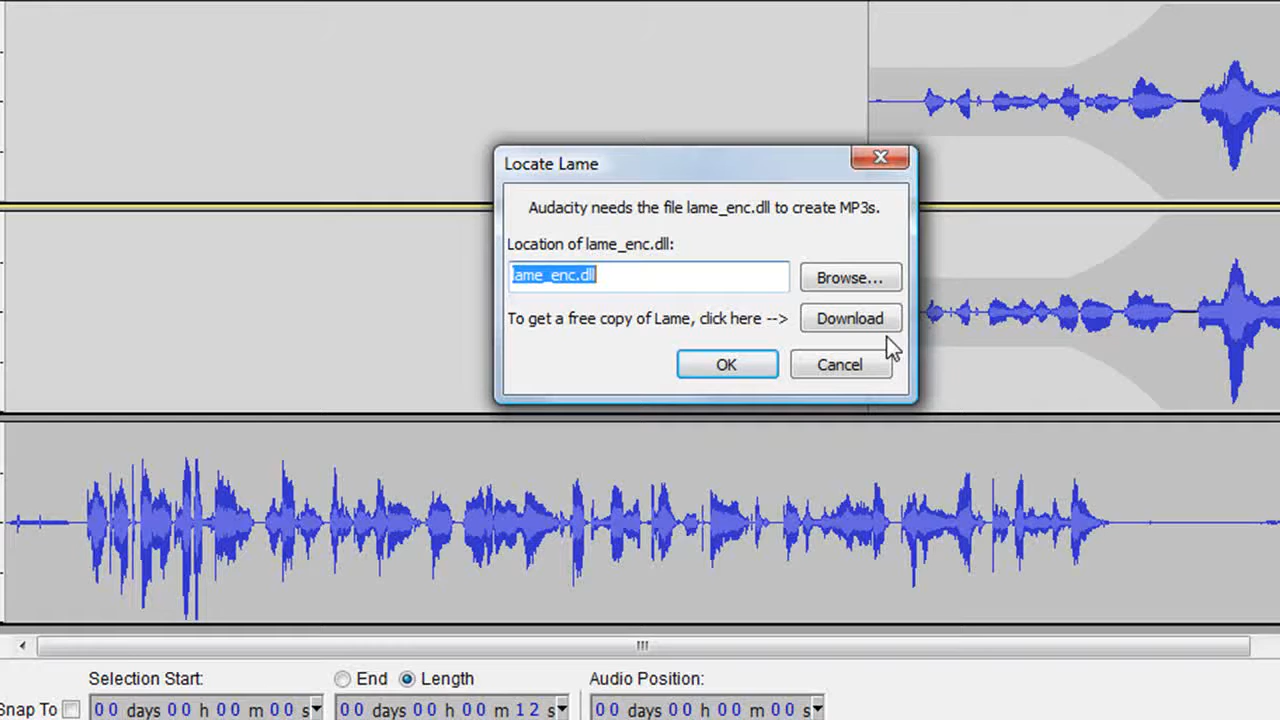 Locate Lame
Audacity needs the file lame_enc.dll to create MP3s.
Location of lame_enc.dll:
lame_enc.dll
Browse...
To get a free copy of Lame, click here --> Download
OK Cancel
Selection Start: End Length Audio Position:
Snap To 00 days 00 h 00 m 00 s 00 days 00 h 00 m 12 s 00 days 00 h 00 m 00 s